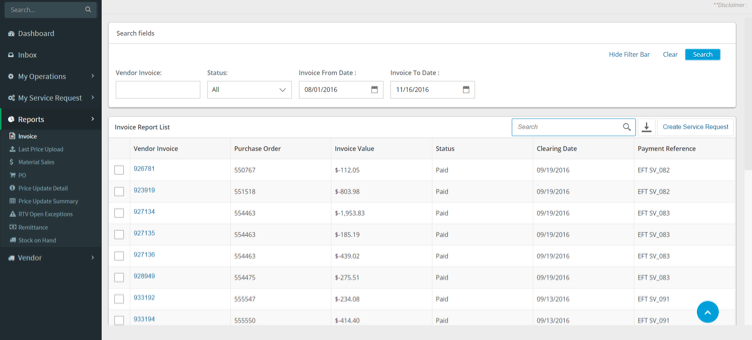 Search...
Dashboard
Inbox
My Operations
My Service Request
Reports
Invoice
Last Price Upload
Material Sales
PO
Price Update Detail
Price Update Summary
RTV Open Exceptions
Remittance
Stock on Hand
Vendor
**Disclaimer
Search fields
Hide Filter Bar Clear Search
Vendor Invoice: Status: Invoice From Date : Invoice To Date :
All 08/01/2016 11/16/2016
Invoice Report List Search Create Service Request
Vendor Invoice Purchase Order Invoice Value Status Clearing Date Payment Reference
926781 550767 $-112.05 Paid 09/19/2016 EFT SV_082
923919 551518 $-803.98 Paid 09/19/2016 EFT SV_082
927134 554463 $-1,953.83 Paid 09/19/2016 EFT SV_083
927135 554463 $-185.19 Paid 09/19/2016 EFT SV_083
927136 554463 $-439.02 Paid 09/19/2016 EFT SV_083
928949 554475 $-275.51 Paid 09/19/2016 EFT SV_083
933192 555547 $-234.08 Paid 09/13/2016 EFT SV_091
933194 555550 $-414.40 Paid 09/13/2016 EFT SV_091